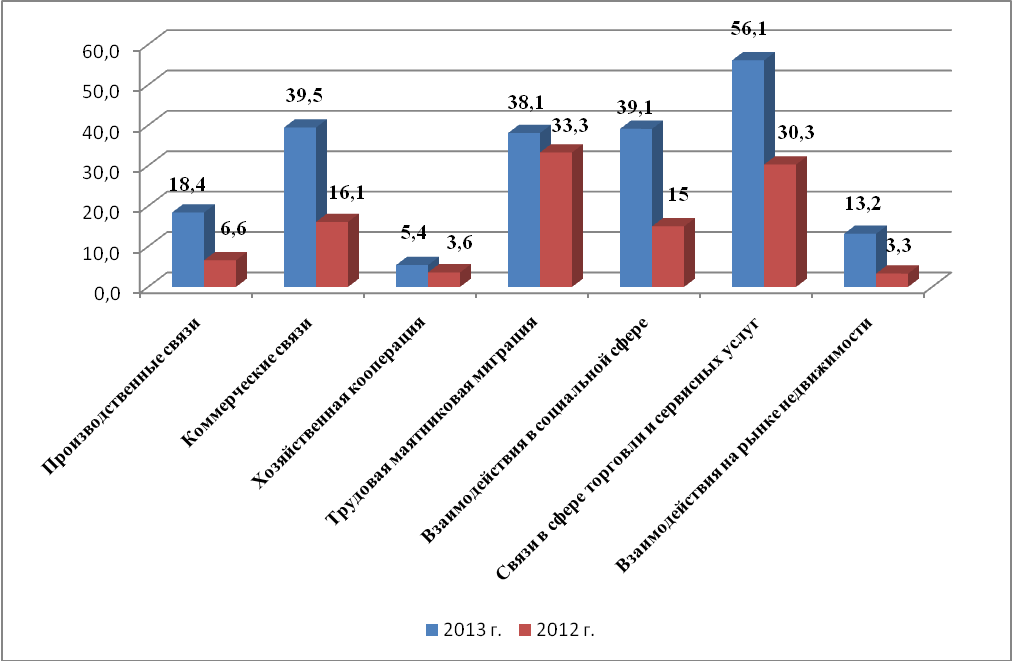 60,0
50,0
40,0
30,0
20,0
10,0
0,0
18,4
6,6
39,5
16,1
5,4
3,6
38,1
33,3
39,1
15
56,1
30,3
13,2
3,3
Производственные связи
Коммерческие связи
Хозяйственная кооперация
Трудовая маятниковая миграция
Взаимодействия в социальной сфере
Связи в сфере торговли и сервисных услуг
Взаимодействия на рынке недвижимости
2013 г.
2012 г.